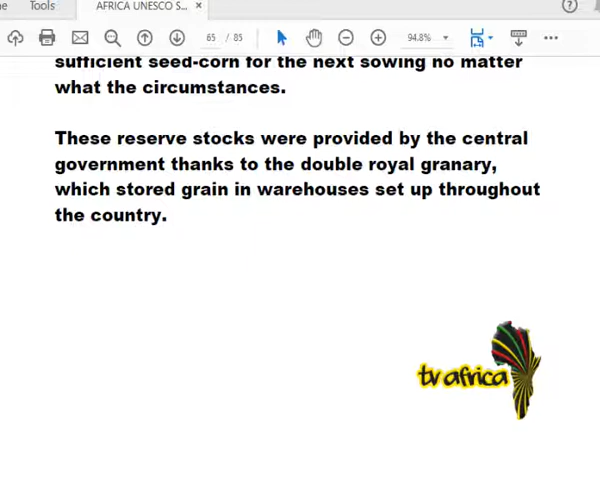 Tools
AFRICA UNESCO S... ×
65 / 85
94.8%
sufficient seed-corn for the next sowing no matter
what the circumstances.
These reserve stocks were provided by the central
government thanks to the double royal granary,
which stored grain in warehouses set up throughout
the country.
tv africa